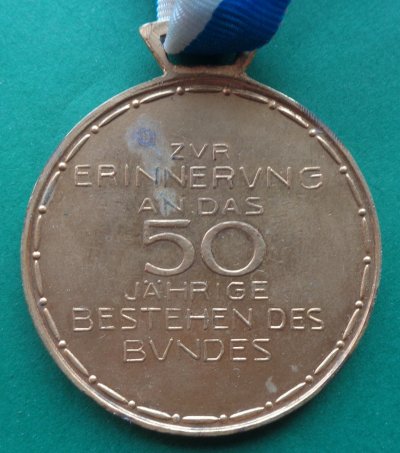 ZVR
ERINNERVNG
AN DAS
50
JÄHRIGE
BESTEHEN DES
BVNDES